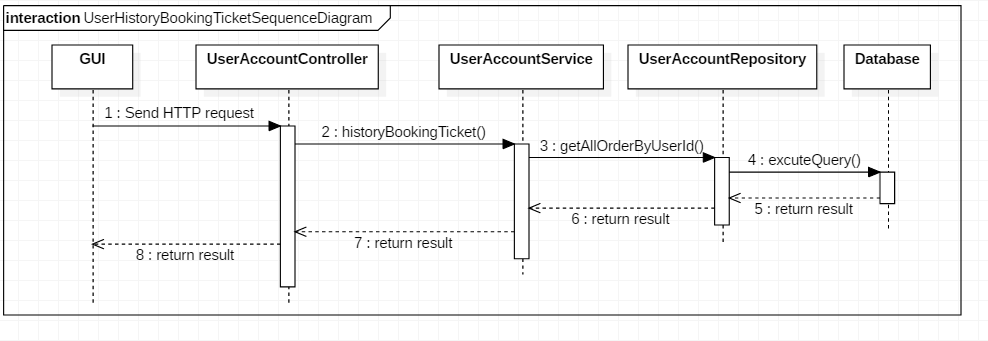 interaction UserHistoryBookingTicketSequenceDiagram
GUI
UserAccountController
UserAccountService
UserAccountRepository
Database
1 : Send HTTP request
2 : historyBookingTicket()
3 : getAllOrderByUserId()
4 : excuteQuery()
5 : return result
6 : return result
7 : return result
8 : return result